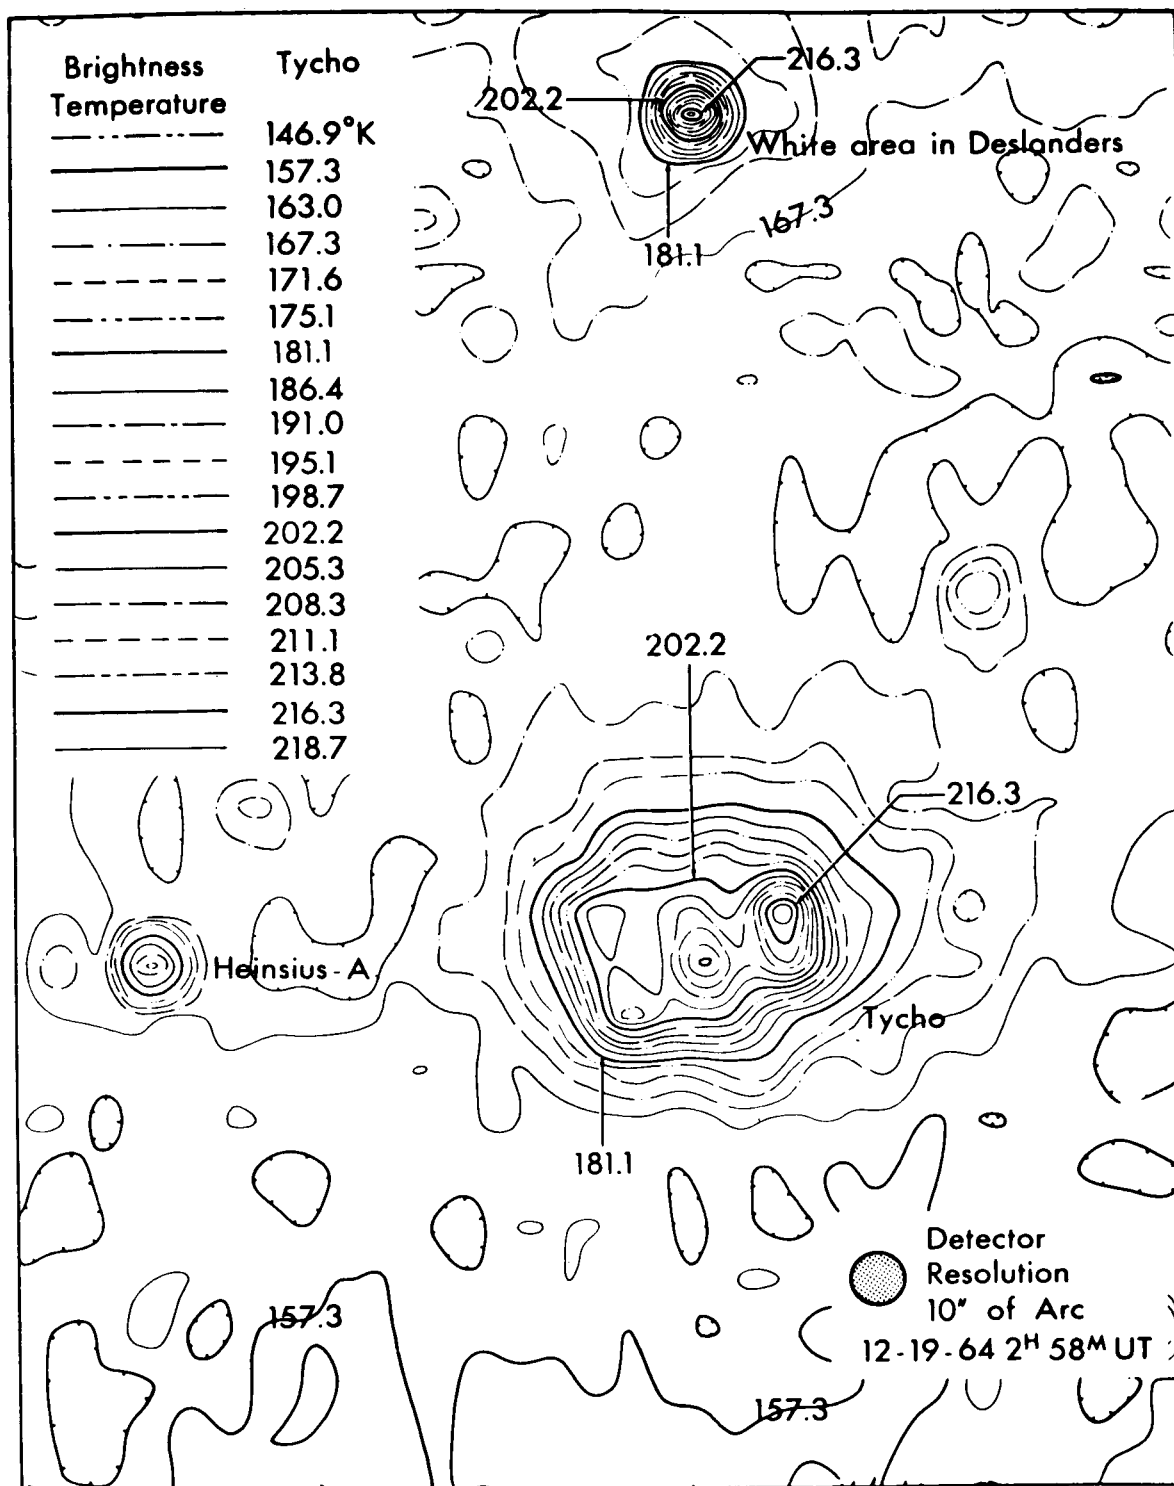 Brightness Temperature
Tycho
146.9°K
157.3
163.0
167.3
171.6
175.1
181.1
186.4
191.0
195.1
198.7
202.2
205.3
208.3
211.1
213.8
216.3
218.7
216.3
202.2
White area in Deslanders
167.3
181.1
202.2
216.3
Heinsius-A
Tycho
181.1
Detector
Resolution
10" of Arc
12-19-64 2ᴴ 58ᴹ UT
157.3
157.3